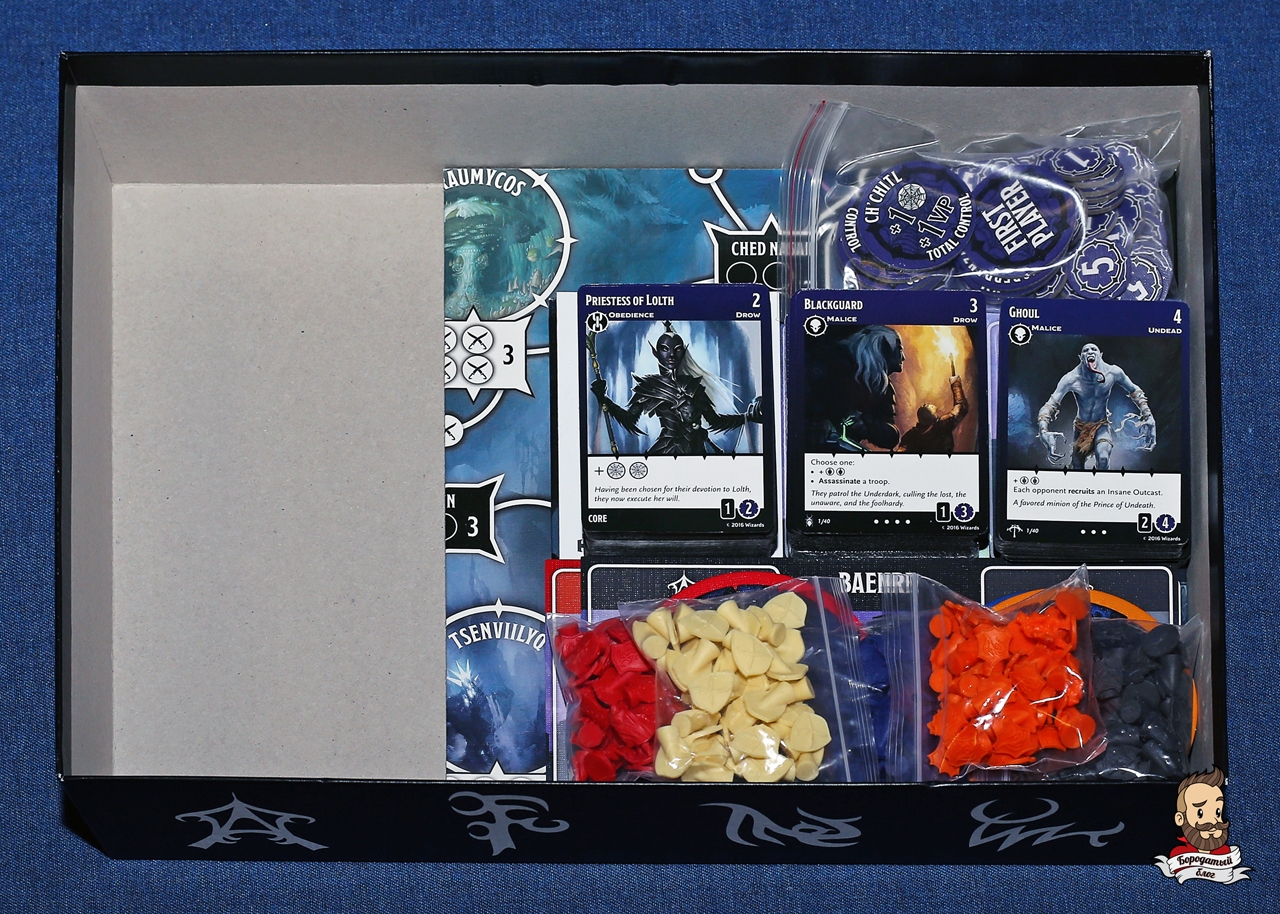 AUMYCOS
CHED NA
3
N
3
TSENVIILYQ
CONTROL
CH'CHITL
+1
+1VP
TOTAL CONTROL
FIRST
PLAYER
1
5
PRIESTESS OF LOLTH
2
OBEDIENCE
DROW
+
Having been chosen for their devotion to Lolth,
they now execute her will.
CORE
1
2
© 2016 Wizards
BLACKGUARD
3
MALICE
DROW
Choose one:
• +
• Assassinate a troop.
They patrol the Underdark, culling the lost, the
unaware, and the foolhardy.
1/40
1
3
© 2016 Wizards
GHOUL
4
MALICE
UNDEAD
+
Each opponent recruits an Insane Outcast.
A favored minion of the Prince of Undeath.
1/40
2
4
© 2016 Wizards
BAENRE
Бородатый
блог